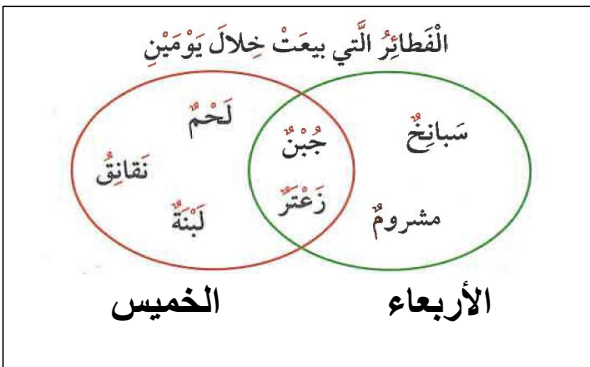 الْفَطائِرُ الَّتي بيعَتْ خِلالَ يَوْمَيْنِ
سَبانِخٌ
مشرومٌ
جُبْنٌ
زَعْتَرٌ
لَحْمٌ
نَقانِقُ
لَبْنَةٌ
الأربعاء
الخميس